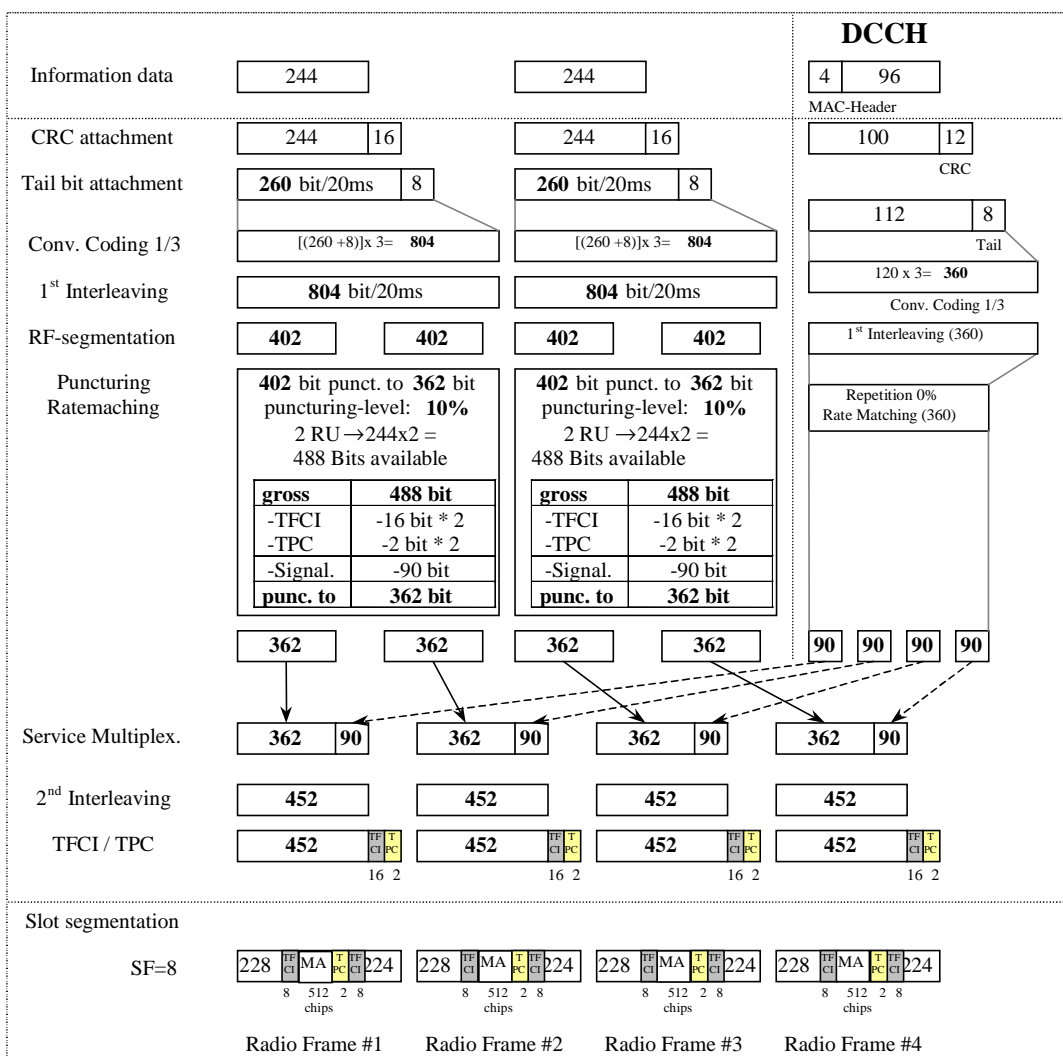 DCCH
Information data 244 244 4 96
MAC-Header
CRC attachment 244 16 244 16 100 12
CRC
Tail bit attachment 260 bit/20ms 8 260 bit/20ms 8
112 8
Tail
Conv. Coding 1/3 [(260 +8)]x 3= 804 [(260 +8)]x 3= 804
120 x 3= 360
Conv. Coding 1/3
1st Interleaving 804 bit/20ms 804 bit/20ms
RF-segmentation 402 402 402 402 1st Interleaving (360)
Puncturing
Ratemaching
402 bit punct. to 362 bit
puncturing-level: 10%
2 RU →244x2 =
488 Bits available
gross 488 bit
-TFCI -16 bit * 2
-TPC -2 bit * 2
-Signal. -90 bit
punc. to 362 bit
402 bit punct. to 362 bit
puncturing-level: 10%
2 RU →244x2 =
488 Bits available
gross 488 bit
-TFCI -16 bit * 2
-TPC -2 bit * 2
-Signal. -90 bit
punc. to 362 bit
Repetition 0%
Rate Matching (360)
362 362 362 362 90 90 90 90
Service Multiplex. 362 90 362 90 362 90 362 90
2nd Interleaving 452 452 452 452
TFCI / TPC 452 TF CI T PC 452 TF CI T PC 452 TF CI T PC 452 TF CI T PC
16 2 16 2 16 2 16 2
Slot segmentation
SF=8 228 TF CI MA T PC TF CI 224 228 TF CI MA T PC TF CI 224 228 TF CI MA T PC TF CI 224 228 TF CI MA T PC TF CI 224
8 512 2 8 8 512 2 8 8 512 2 8 8 512 2 8
chips chips chips chips
Radio Frame #1 Radio Frame #2 Radio Frame #3 Radio Frame #4